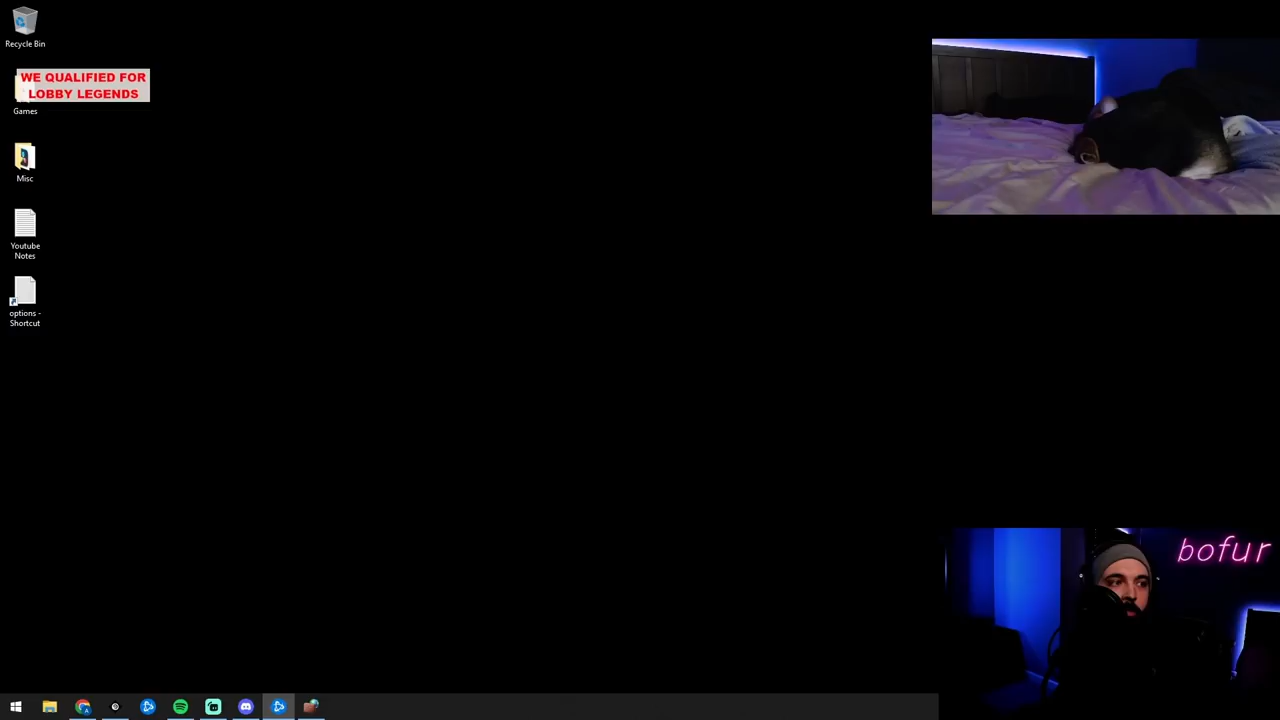 Recycle Bin
WE QUALIFIED FOR
LOBBY LEGENDS
Games
Misc
Youtube
Notes
options -
Shortcut
bofur